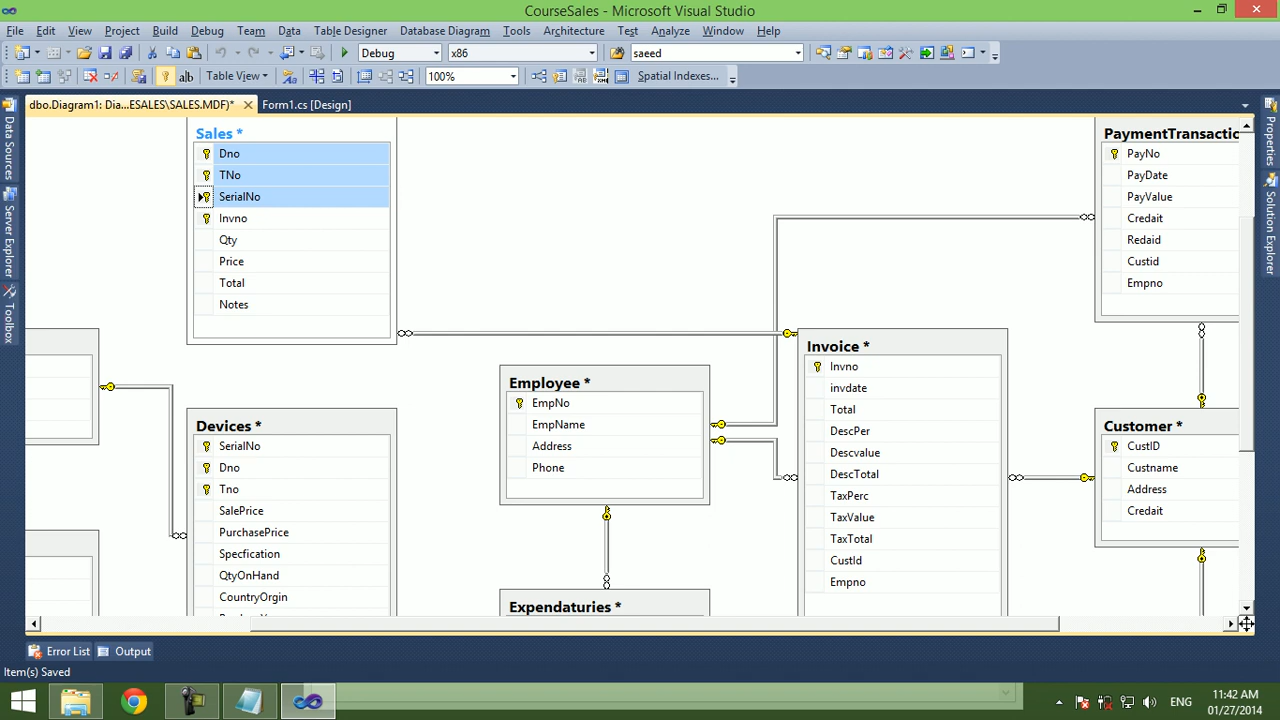 CourseSales - Microsoft Visual Studio
File Edit View Project Build Debug Team Data Table Designer Database Diagram Tools Architecture Test Analyze Window Help
Debug x86 saeed
ab Table View 100% Spatial Indexes...
dbo.Diagram1: Dia...ESALES\SALES.MDF)* Form1.cs [Design]
Data Sources
Server Explorer
Toolbox
Properties
Solution Explorer
Sales *
Dno
TNo
SerialNo
Invno
Qty
Price
Total
Notes
PaymentTransactic
PayNo
PayDate
PayValue
Credait
Redaid
Custid
Empno
Invoice *
Invno
invdate
Total
DescPer
Descvalue
DescTotal
TaxPerc
TaxValue
TaxTotal
CustId
Empno
Employee *
EmpNo
EmpName
Address
Phone
Devices *
SerialNo
Dno
Tno
SalePrice
PurchasePrice
Specfication
QtyOnHand
CountryOrgin
Customer *
CustID
Custname
Address
Credait
Expendaturies *
Error List Output
Item(s) Saved
ENG
11:42 AM
01/27/2014